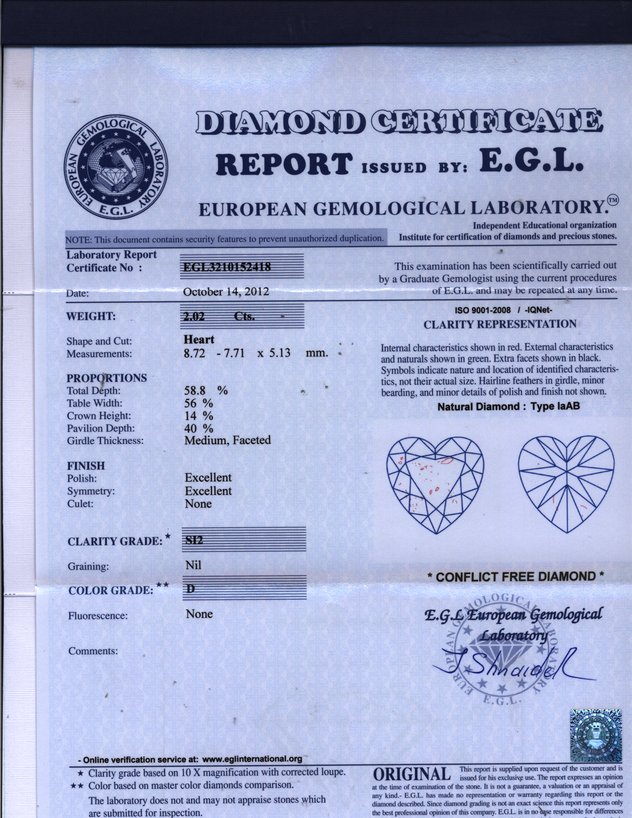 EUROPEAN GEMOLOGICAL LABORATORY
E.G.L.
DIAMOND CERTIFICATE
REPORT ISSUED BY: E.G.L.
EUROPEAN GEMOLOGICAL LABORATORY.™
Independent Educational organization
Institute for certification of diamonds and precious stones.
NOTE: This document contains security features to prevent unauthorized duplication.
Laboratory Report
Certificate No : EGL3210152418
Date: October 14, 2012
WEIGHT: 2.02 Cts. -
Shape and Cut: Heart
Measurements: 8.72 - 7.71 x 5.13 mm.
PROPORTIONS
Total Depth: 58.8 %
Table Width: 56 %
Crown Height: 14 %
Pavilion Depth: 40 %
Girdle Thickness: Medium, Faceted
FINISH
Polish: Excellent
Symmetry: Excellent
Culet: None
CLARITY GRADE: * SI2
Graining: Nil
COLOR GRADE: ** D
Fluorescence: None
Comments:
This examination has been scientifically carried out
by a Graduate Gemologist using the current procedures
of E.G.L. and may be repeated at any time.
ISO 9001-2008 / -IQNet-
CLARITY REPRESENTATION
Internal characteristics shown in red. External characteristics
and naturals shown in green. Extra facets shown in black.
Symbols indicate nature and location of identified characteris-
tics, not their actual size. Hairline feathers in girdle, minor
bearding, and minor details of polish and finish not shown.
Natural Diamond : Type IaAB
* CONFLICT FREE DIAMOND *
E.G.L European Gemological
Laboratory
EUROPEAN GEMOLOGICAL LABORATORY
E.G.L.
- Online verification service at: www.eglinternational.org
★ Clarity grade based on 10 X magnification with corrected loupe.
★★ Color based on master color diamonds comparison.
The laboratory does not and may not appraise stones which
are submitted for inspection.
ORIGINAL This report is supplied upon request of the customer and is
issued for his exclusive use. The report expresses an opinion
at the time of examination of the stone. It is not a guarantee, a valuation or an appraisal of
any kind.- E.G.L. has made no representation or warranty regarding this report or the
diamond described. Since diamond grading is not an exact science this report represents only
the best professional opinion of this company. E.G.L. is in no base responsible for differences